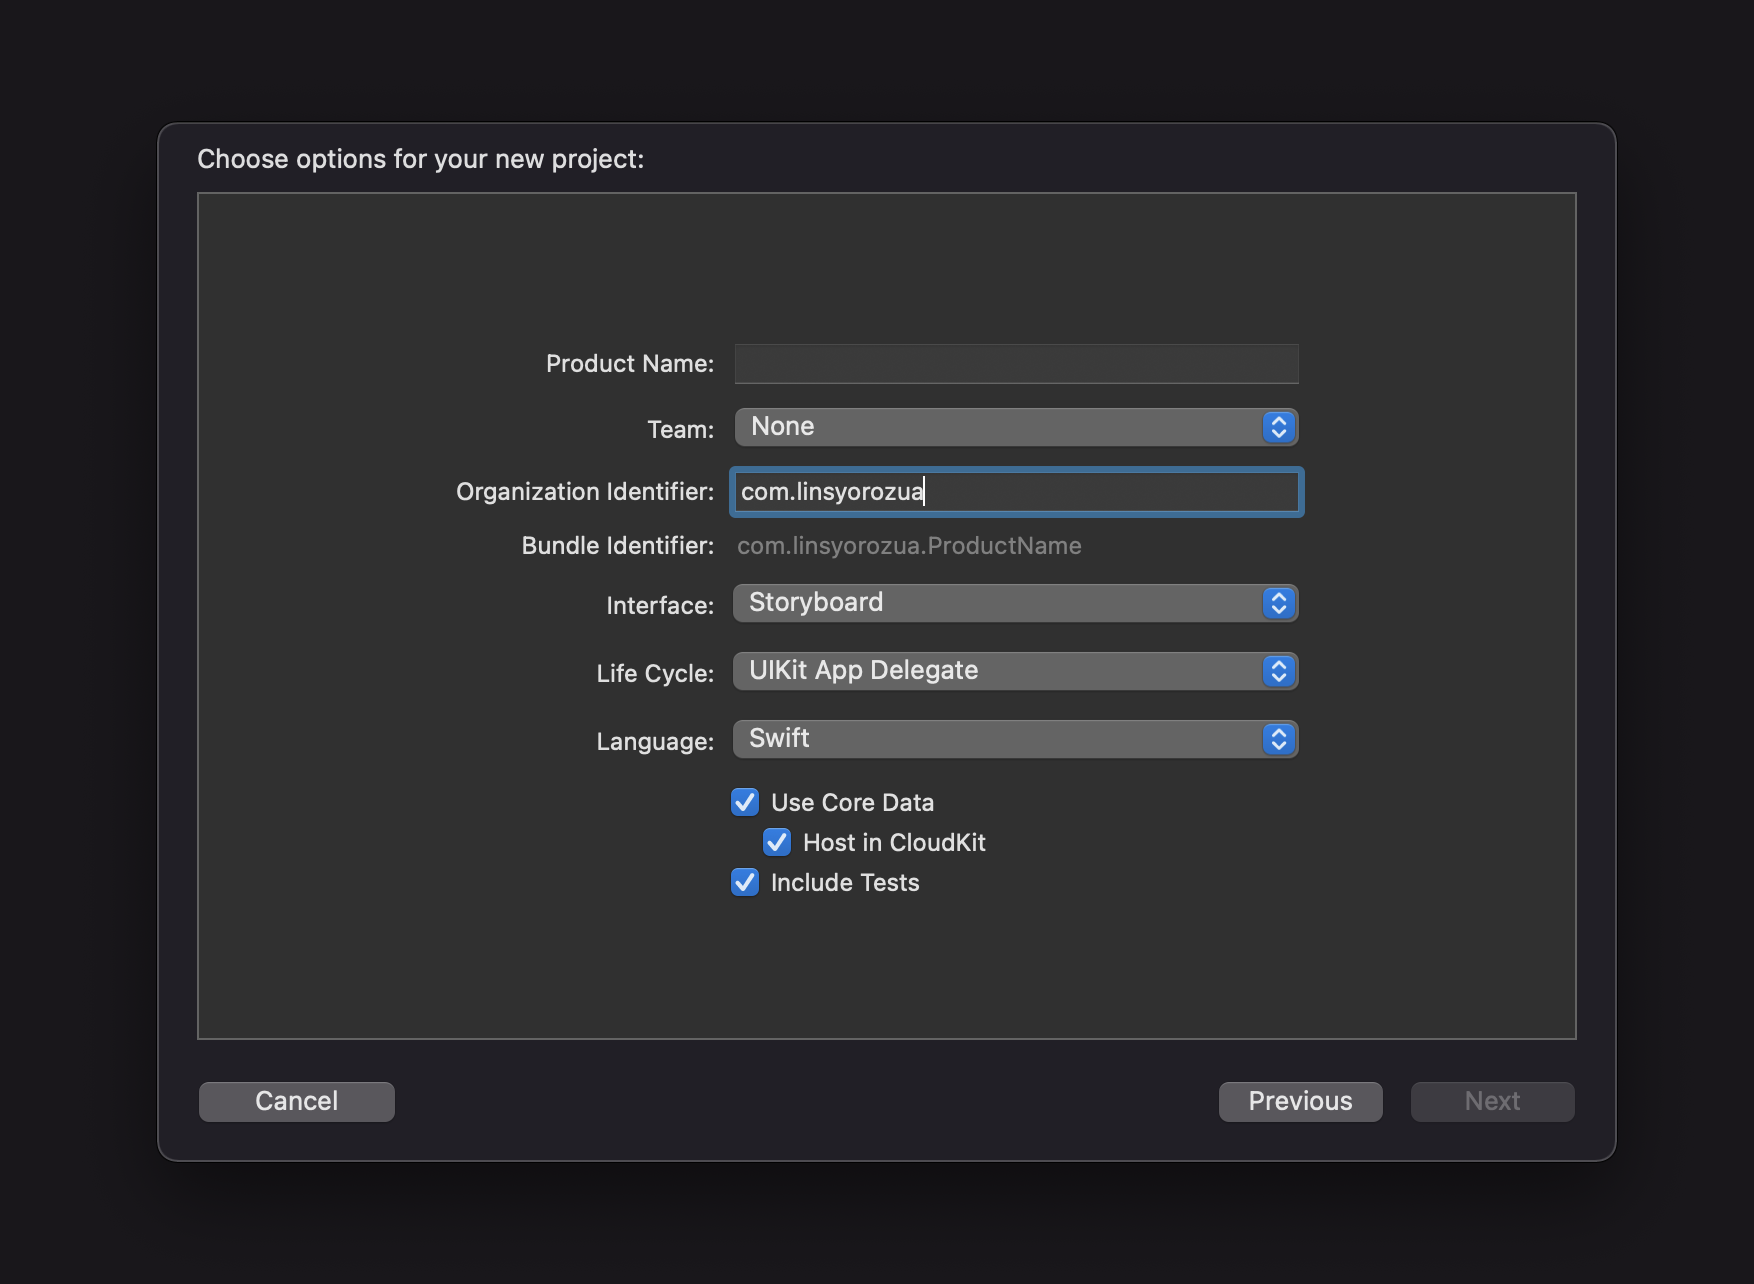 Choose options for your new project:
Product Name:
Team: None
Organization Identifier: com.linsyorozua
Bundle Identifier: com.linsyorozua.ProductName
Interface: Storyboard
Life Cycle: UIKit App Delegate
Language: Swift
Use Core Data
Host in CloudKit
Include Tests
Cancel Previous Next